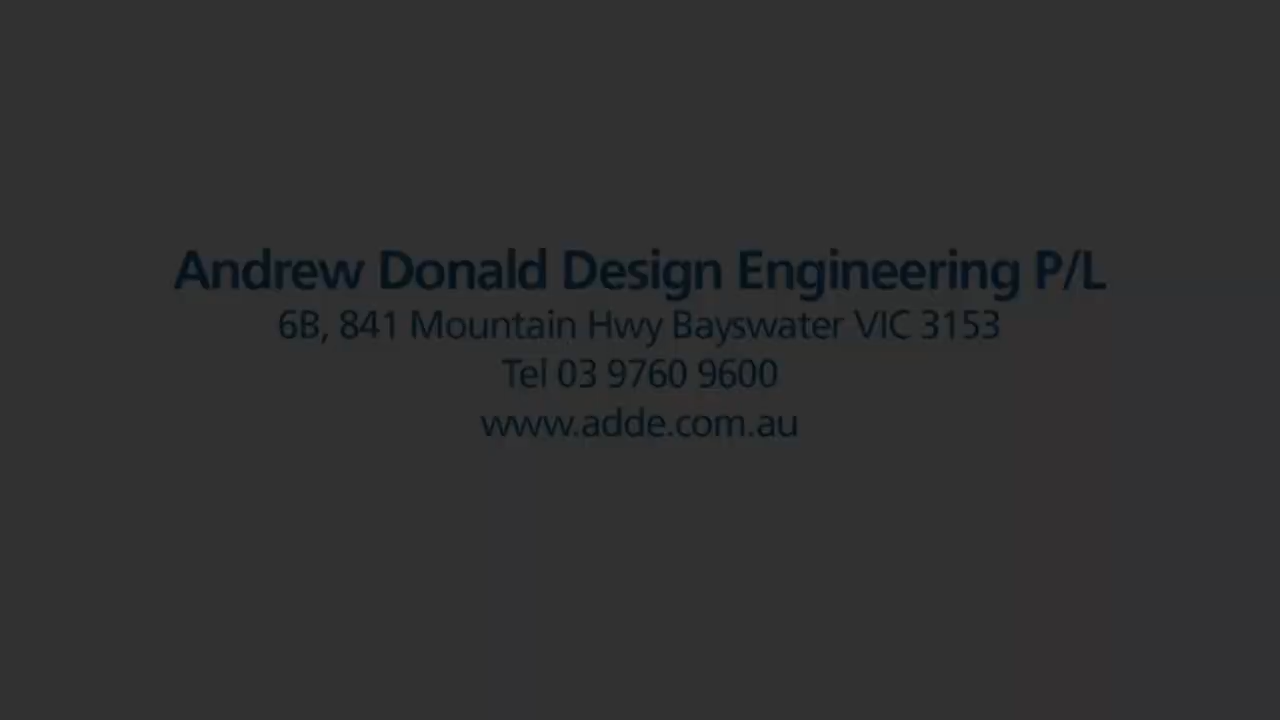 Andrew Donald Design Engineering P/L
6B, 841 Mountain Hwy Bayswater VIC 3153
Tel 03 9760 9600
www.adde.com.au